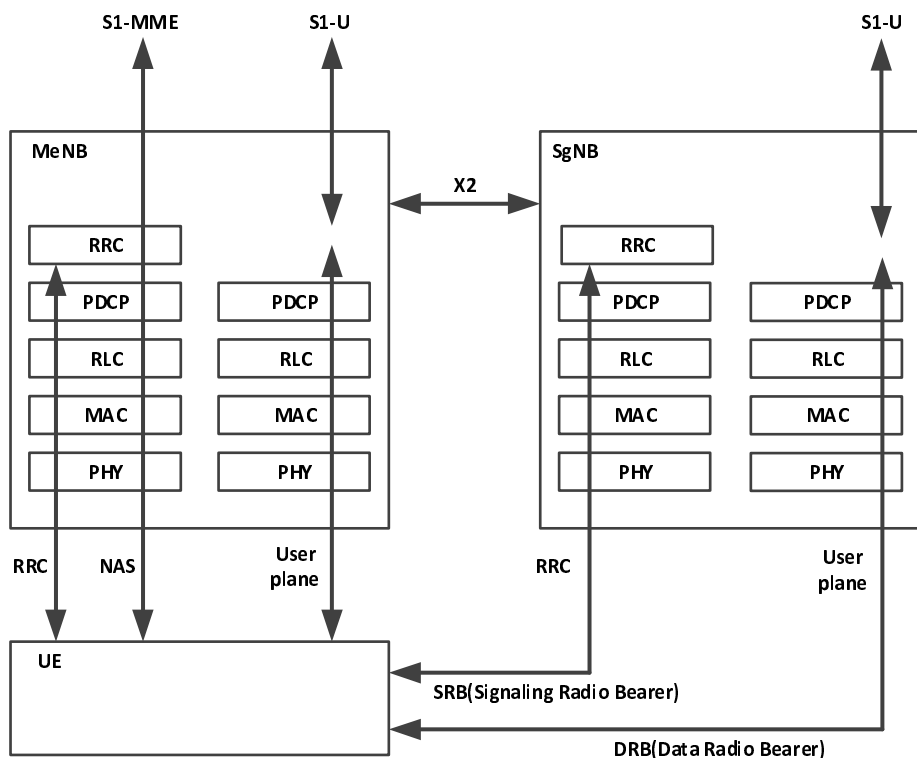 S1-MME
S1-U
S1-U
MeNB
SgNB
X2
RRC
RRC
PDCP
PDCP
PDCP
PDCP
RLC
RLC
RLC
RLC
MAC
MAC
MAC
MAC
PHY
PHY
PHY
PHY
RRC
NAS
User
plane
RRC
User
plane
UE
SRB(Signaling Radio Bearer)
DRB(Data Radio Bearer)